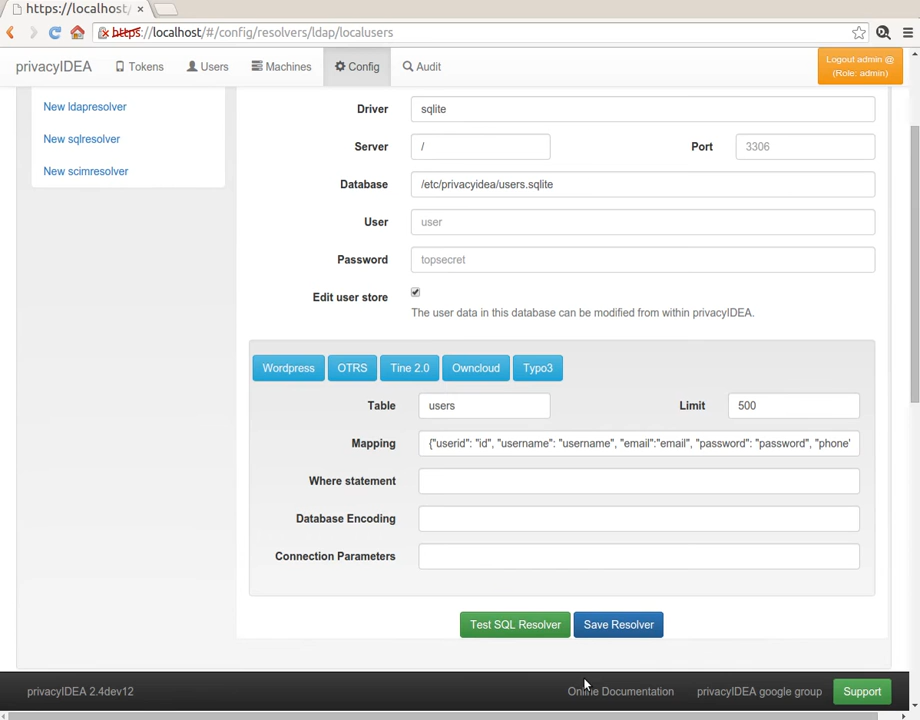 https://localhost/
https://localhost/#/config/resolvers/ldap/localusers
privacyIDEA Tokens Users Machines Config Audit
Logout admin @
(Role: admin)
New ldapresolver
New sqlresolver
New scimresolver
Driver sqlite
Server / Port 3306
Database /etc/privacyidea/users.sqlite
User user
Password topsecret
Edit user store
The user data in this database can be modified from within privacyIDEA.
Wordpress OTRS Tine 2.0 Owncloud Typo3
Table users Limit 500
Mapping {"userid": "id", "username": "username", "email":"email", "password": "password", "phone"
Where statement
Database Encoding
Connection Parameters
Test SQL Resolver Save Resolver
privacyIDEA 2.4dev12 Online Documentation privacyIDEA google group Support